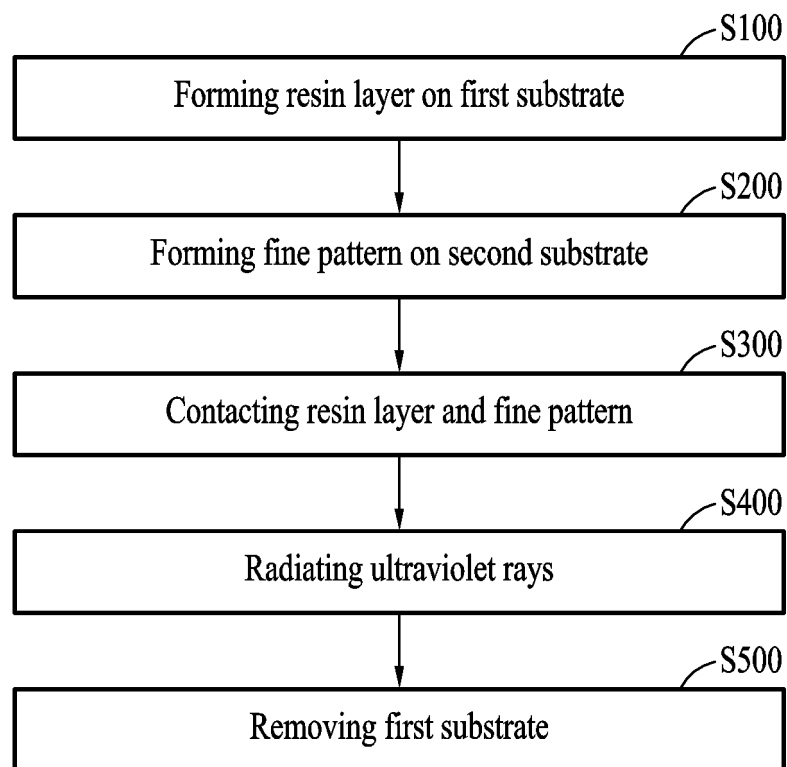 S100
Forming resin layer on first substrate
S200
Forming fine pattern on second substrate
S300
Contacting resin layer and fine pattern
S400
Radiating ultraviolet rays
S500
Removing first substrate